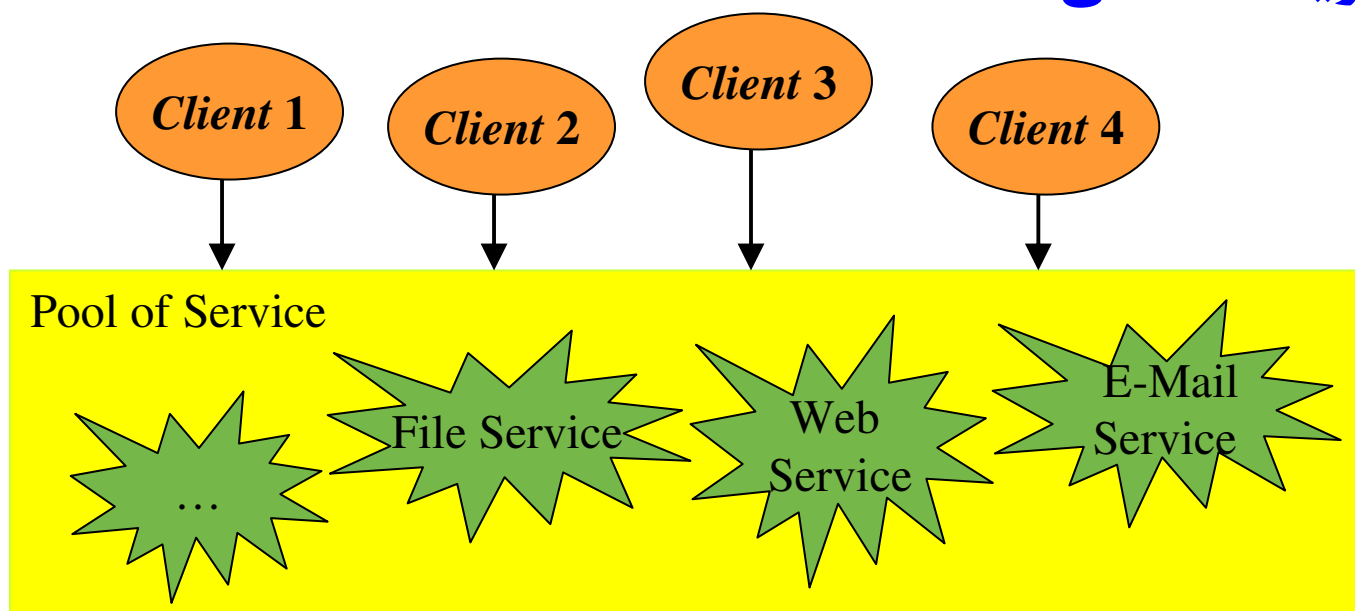 Client 1
Client 2
Client 3
Client 4
Pool of Service
File Service
Web
Service
E-Mail
Service
…